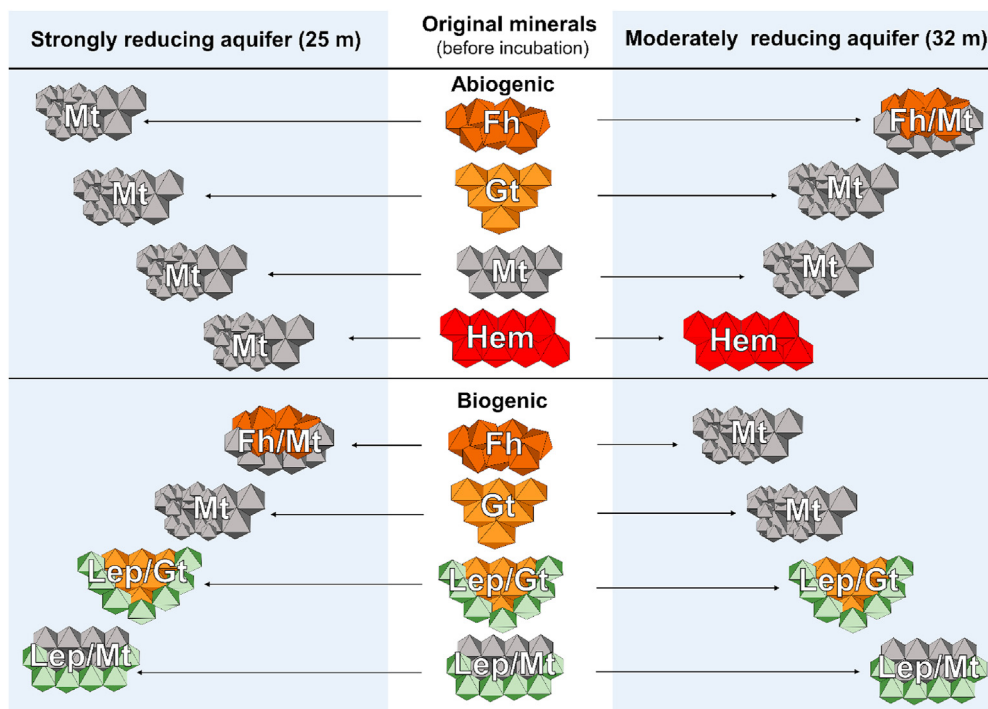 Strongly reducing aquifer (25 m)
Original minerals
(before incubation)
Moderately reducing aquifer (32 m)
Abiogenic
Mt
Fh
Fh/Mt
Mt
Gt
Mt
Mt
Mt
Mt
Mt
Hem
Hem
Biogenic
Fh/Mt
Fh
Mt
Mt
Gt
Mt
Lep/Gt
Lep/Gt
Lep/Gt
Lep/Mt
Lep/Mt
Lep/Mt